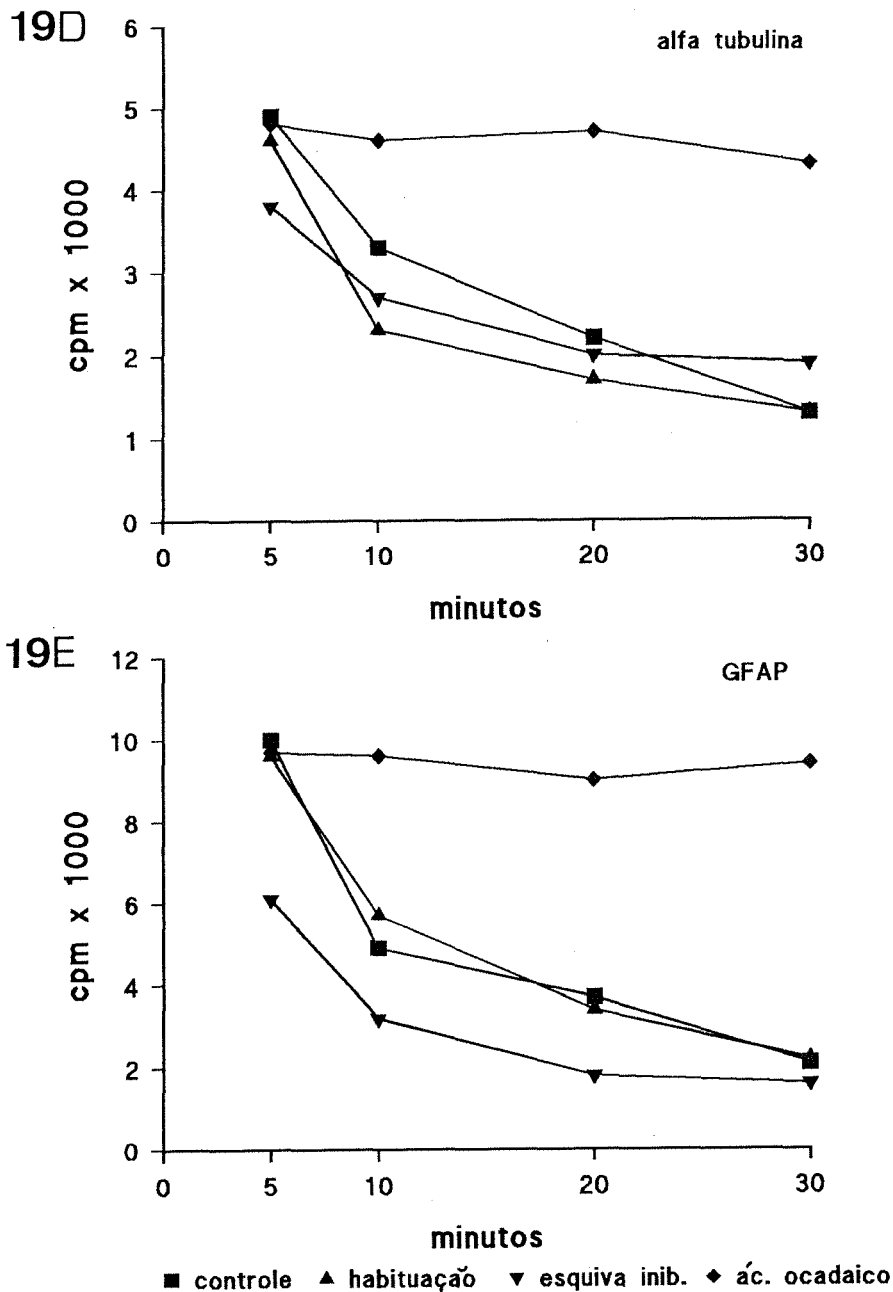 19D
alfa tubulina
6
5
4
3
2
1
0
cpm x 1000
0 5 10 20 30
minutos
19E
GFAP
12
10
8
6
4
2
0
cpm x 1000
0 5 10 20 30
minutos
controle habituação esquiva inib. ác. ocadaico